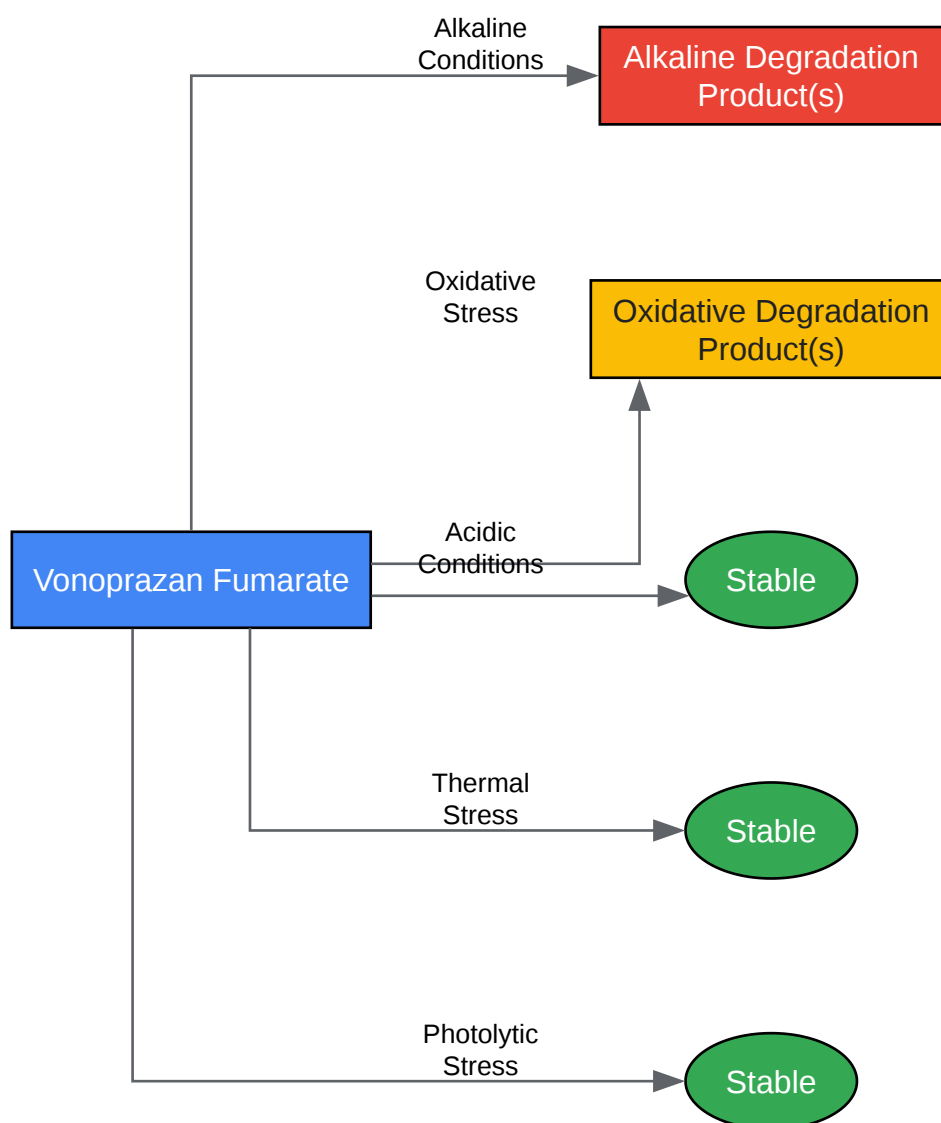 Alkaline
Conditions
Alkaline Degradation
Product(s)
Oxidative
Stress
Oxidative Degradation
Product(s)
Vonoprazan Fumarate
Acidic
Conditions
Stable
Thermal
Stress
Stable
Photolytic
Stress
Stable